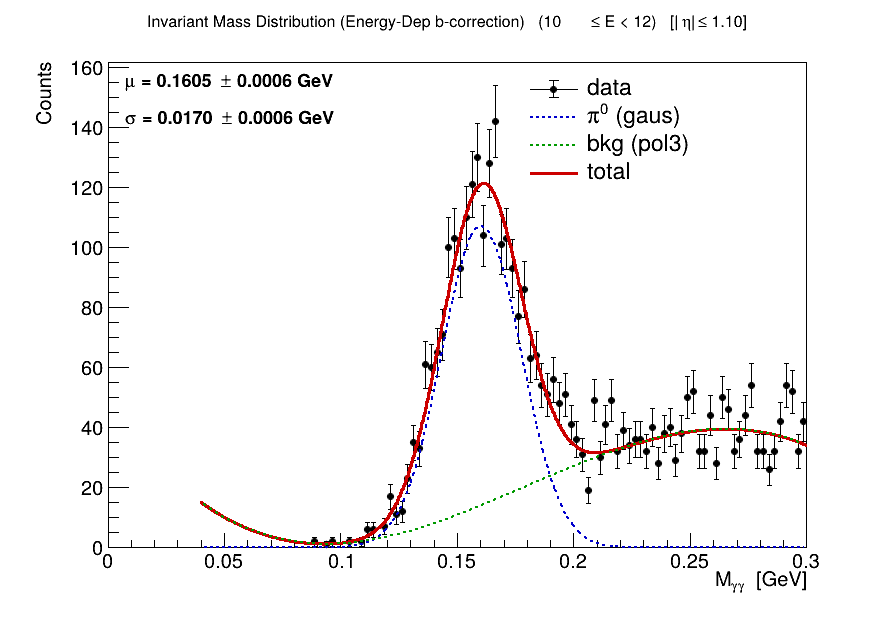 Invariant Mass Distribution (Energy-Dep b-correction) (10 ≤ E < 12) [| η| ≤ 1.10]
Counts
μ = 0.1605 ± 0.0006 GeV
σ = 0.0170 ± 0.0006 GeV
data
π⁰ (gaus)
bkg (pol3)
total
160
140
120
100
80
60
40
20
0
0 0.05 0.1 0.15 0.2 0.25 0.3
Mγγ [GeV]